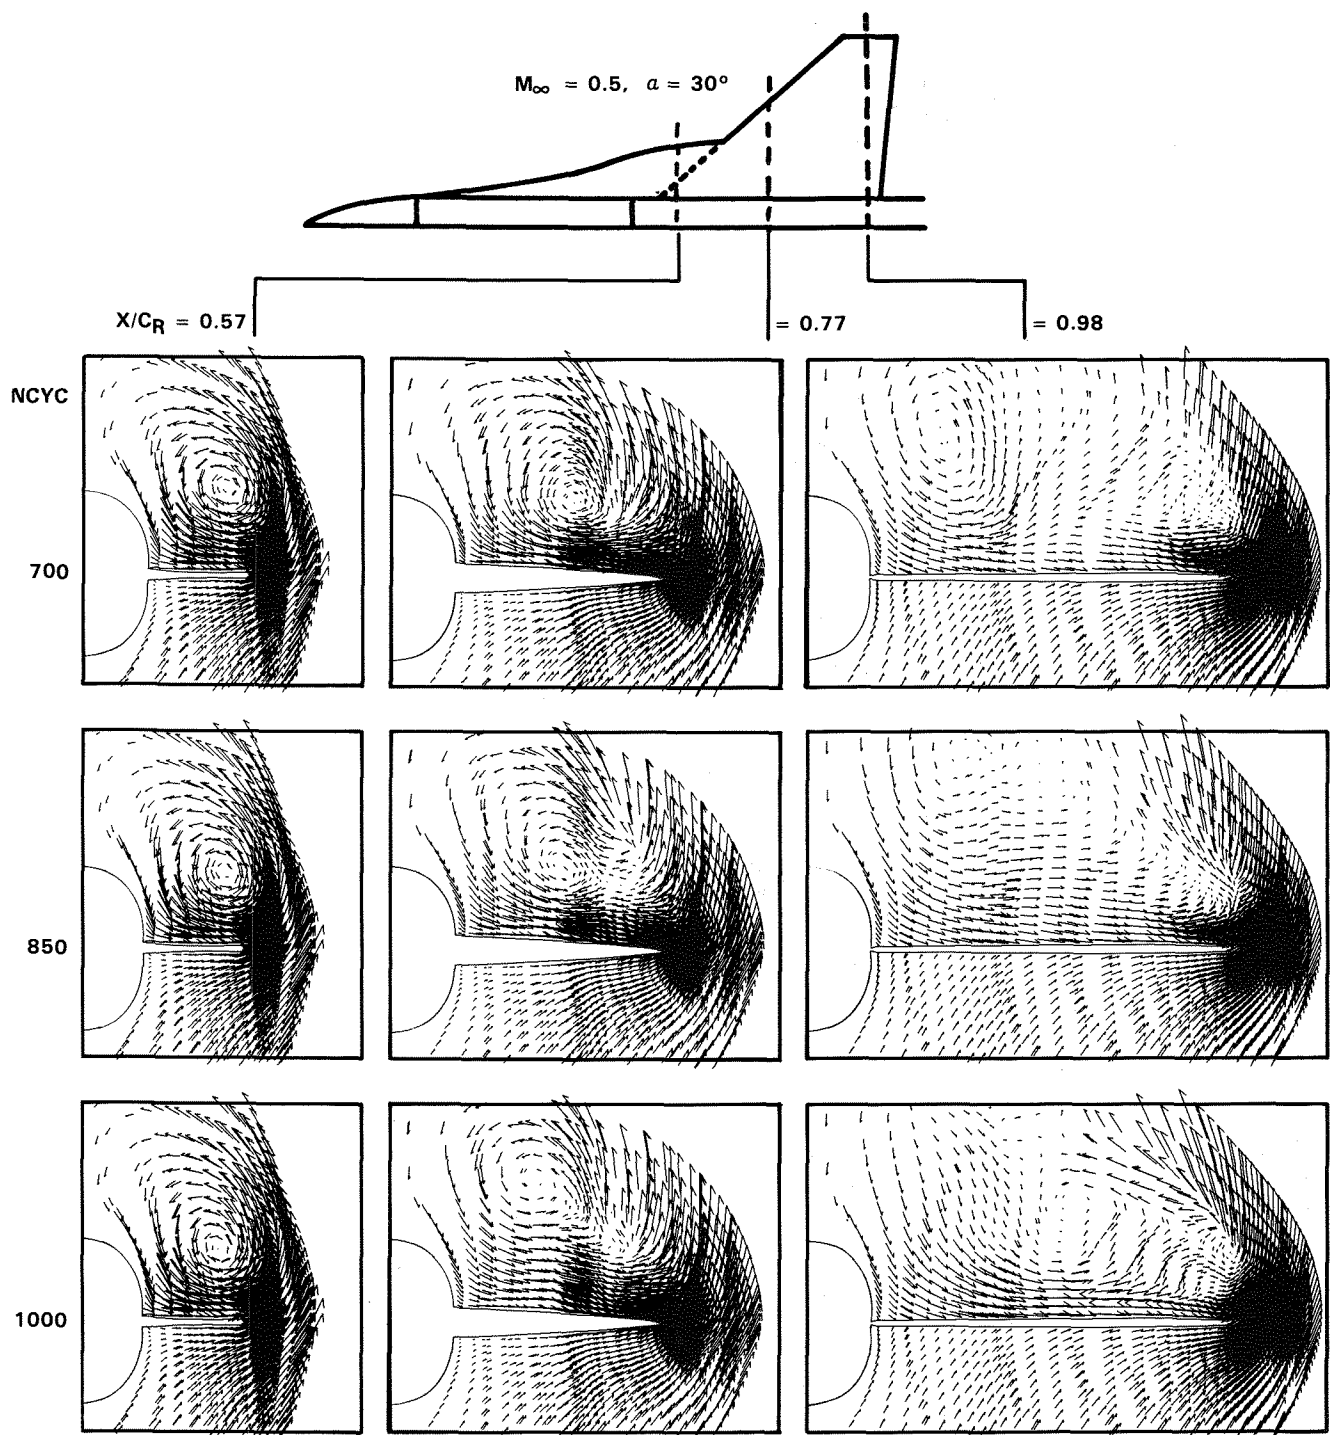 M∞ = 0.5, α = 30°
X/CR = 0.57
= 0.77
= 0.98
NCYC
700
850
1000